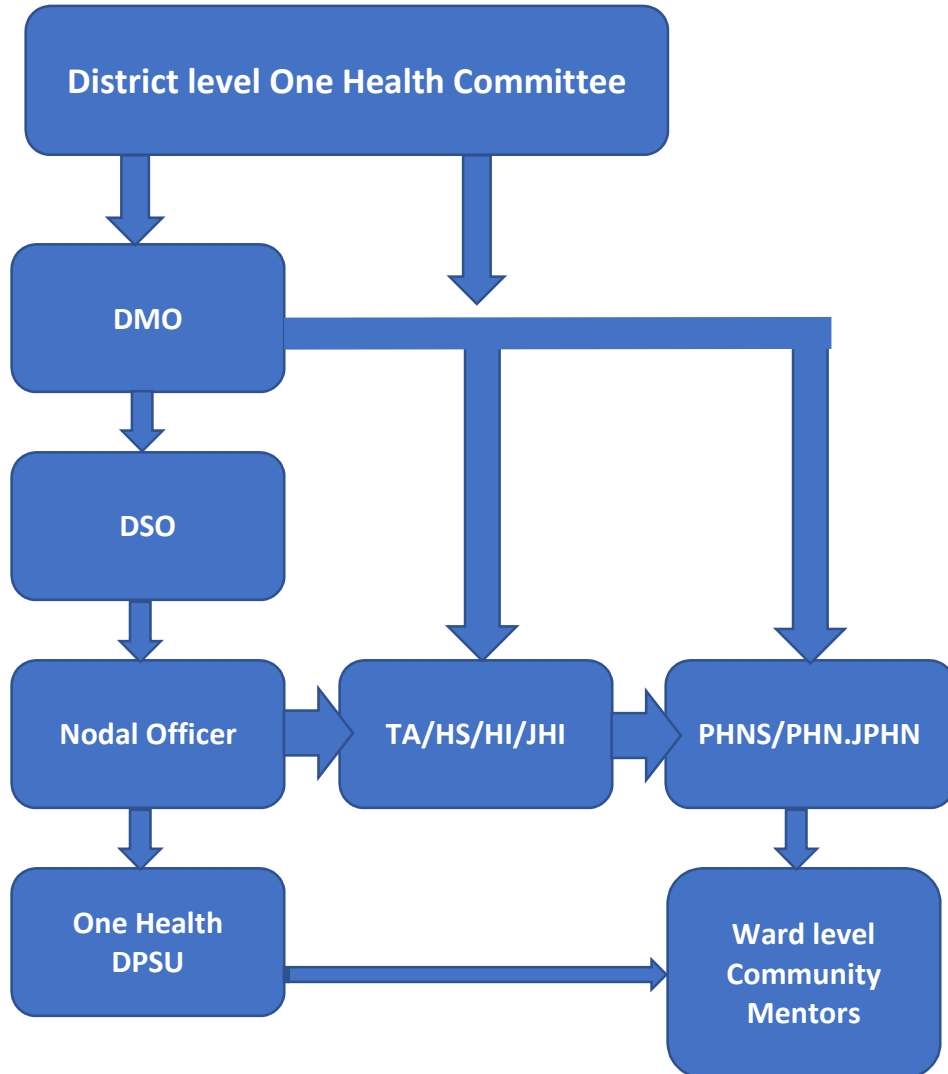 District level One Health Committee
DMO
DSO
Nodal Officer
TA/HS/HI/JHI
PHNS/PHN.JPHN
One Health
DPSU
Ward level
Community
Mentors